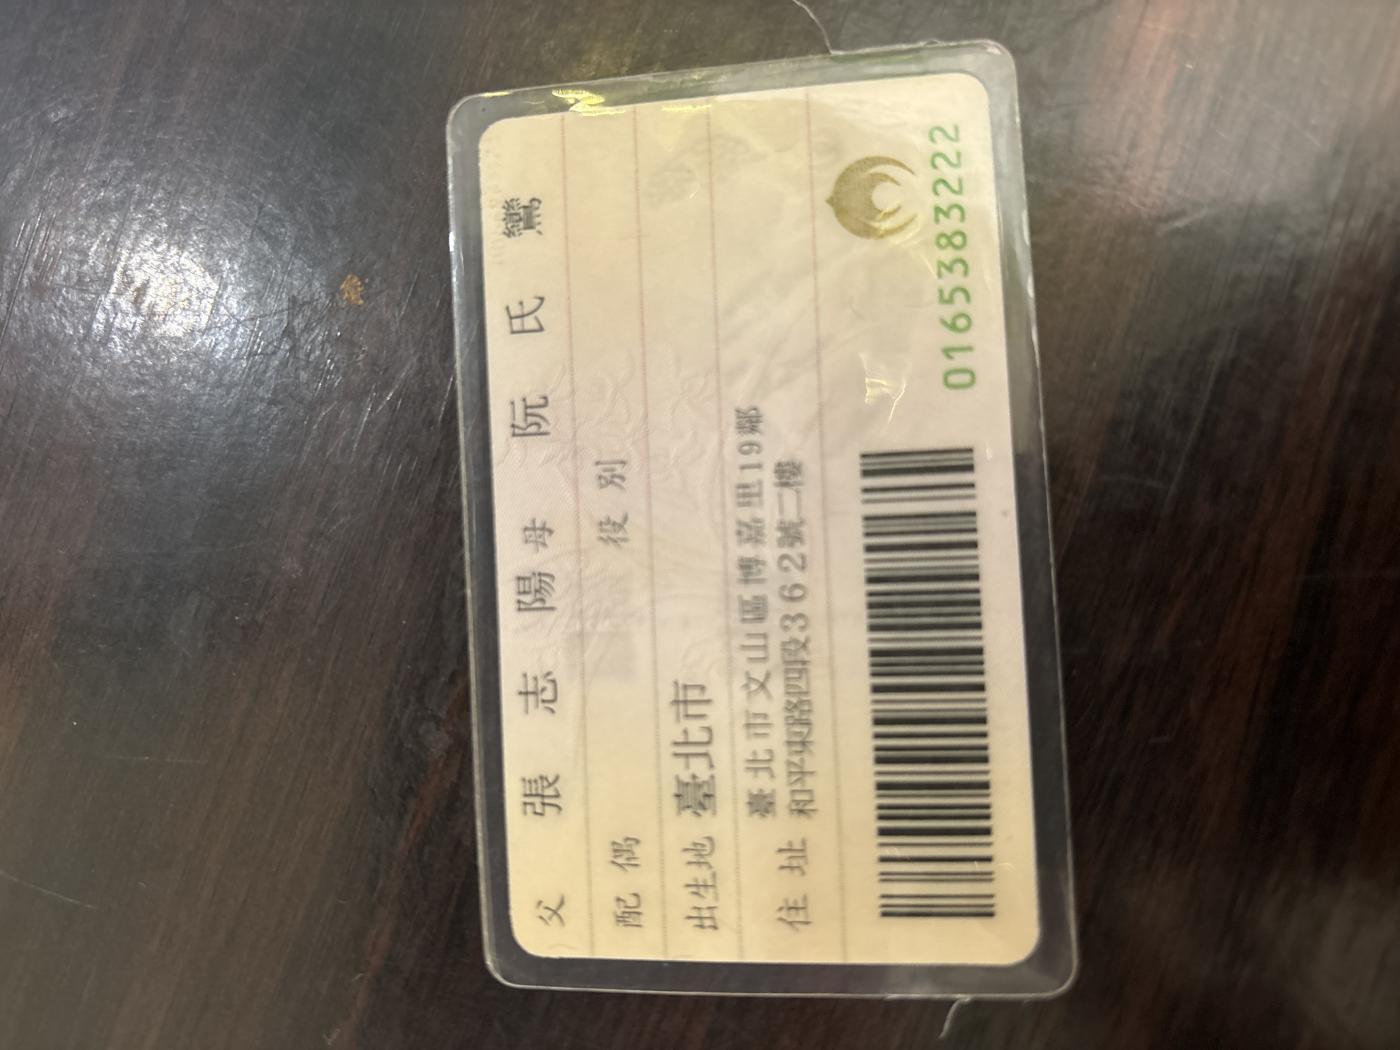 父 張志陽 母 阮氏鸞
配偶 役別
出生地 臺北市
住址 臺北市文山區博嘉里19鄰
和平東路四段362號二樓
0165383222